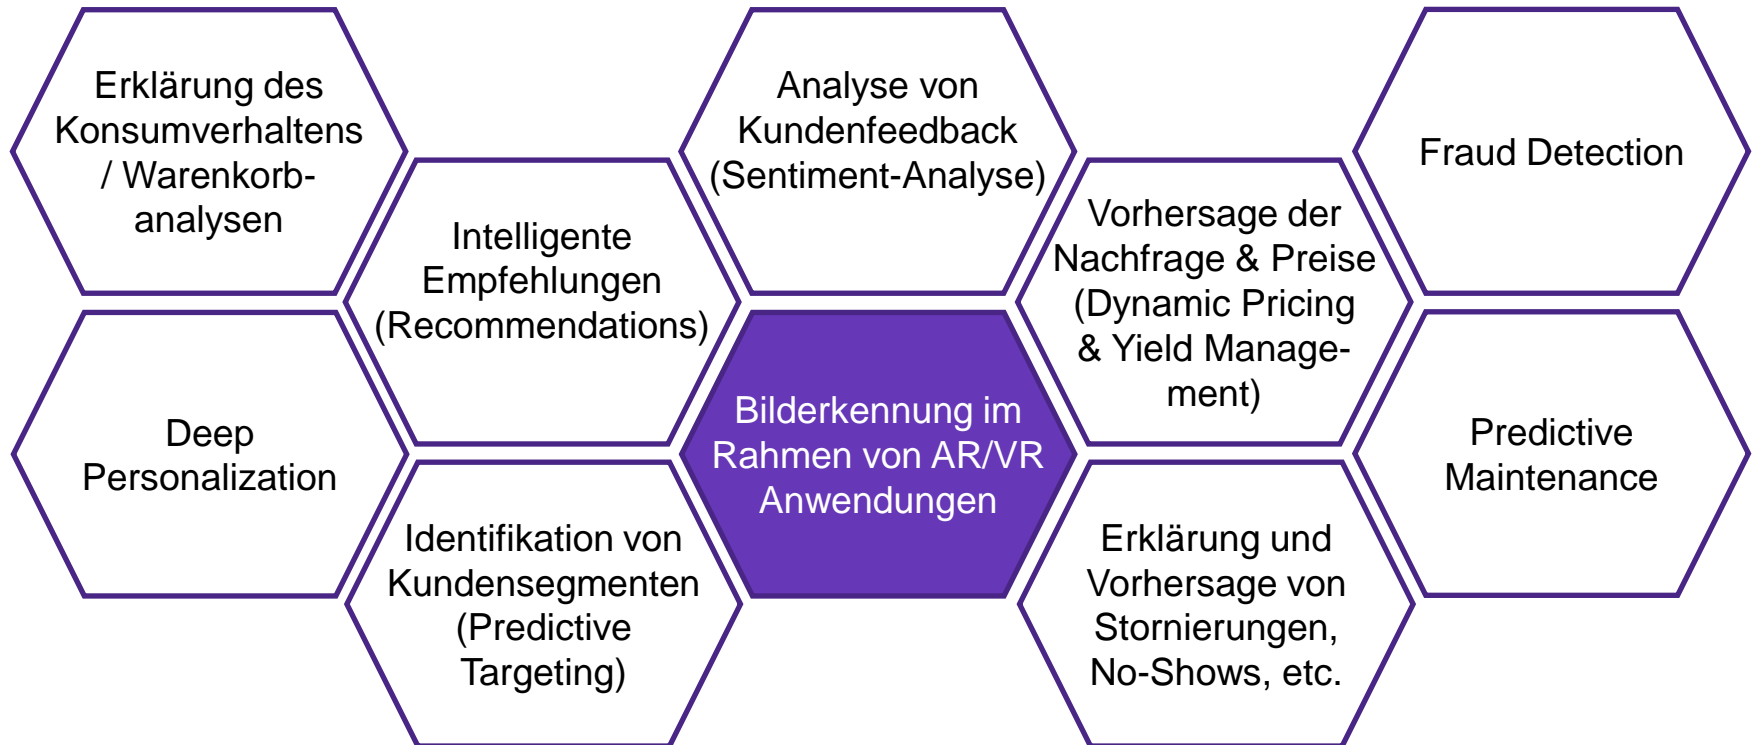 Erklärung des
Konsumverhaltens
/ Warenkorb-
analysen
Intelligente
Empfehlungen
(Recommendations)
Analyse von
Kundenfeedback
(Sentiment-Analyse)
Vorhersage der
Nachfrage & Preise
(Dynamic Pricing
& Yield Manage-
ment)
Fraud Detection
Deep
Personalization
Identifikation von
Kundensegmenten
(Predictive
Targeting)
Bilderkennung im
Rahmen von AR/VR
Anwendungen
Erklärung und
Vorhersage von
Stornierungen,
No-Shows, etc.
Predictive
Maintenance